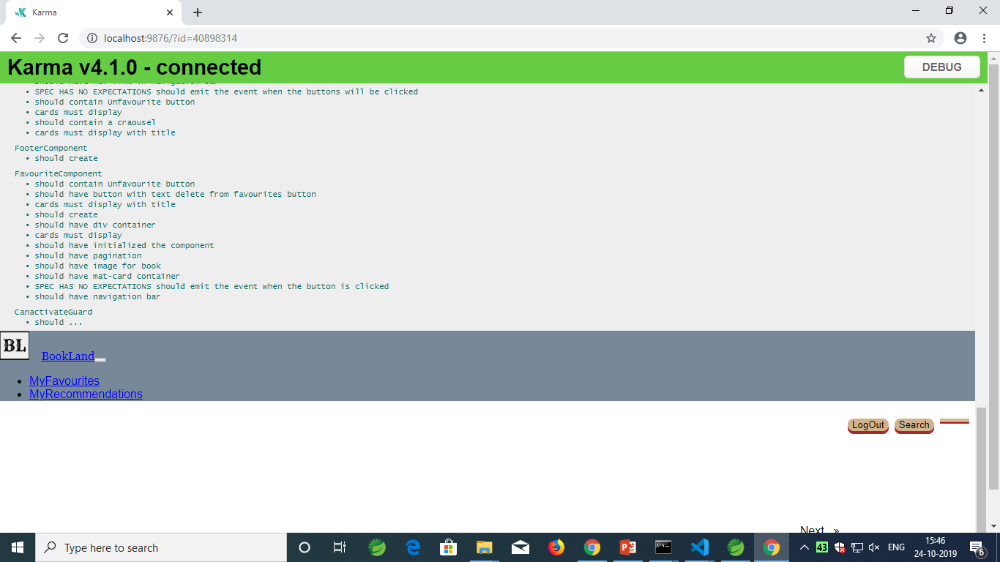 Karma
localhost:9876/?id=40898314
Karma v4.1.0 - connected
DEBUG
• SPEC HAS NO EXPECTATIONS should emit the event when the buttons will be clicked
• should contain Unfavourite button
• cards must display
• should contain a craousel
• cards must display with title
FooterComponent
• should create
FavouriteComponent
• should contain Unfavourite button
• should have button with text delete from favourites button
• cards must display with title
• should create
• should have div container
• cards must display
• should have initialized the component
• should have pagination
• should have image for book
• should have mat-card container
• SPEC HAS NO EXPECTATIONS should emit the event when the button is clicked
• should have navigation bar
CanactivateGuard
• should ...
BL
BookLand
• MyFavourites
• MyRecommendations
LogOut Search
Next »
Type here to search
43
ENG
15:46
24-10-2019
6